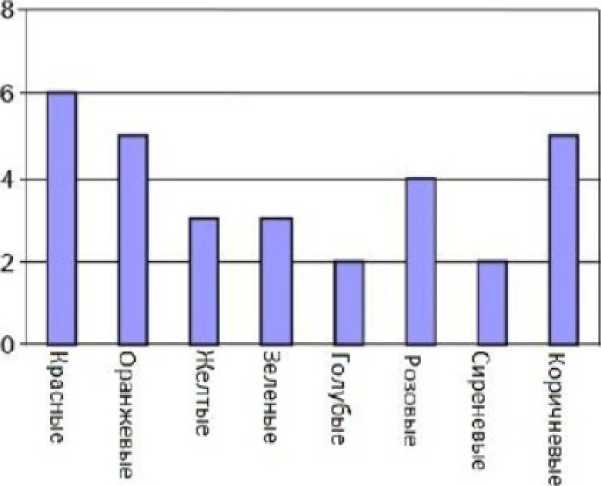 8
6
4
2
0
Красные
Оранжевые
Желтые
Зеленые
Голубые
Розовые
Сиреневые
Коричневые